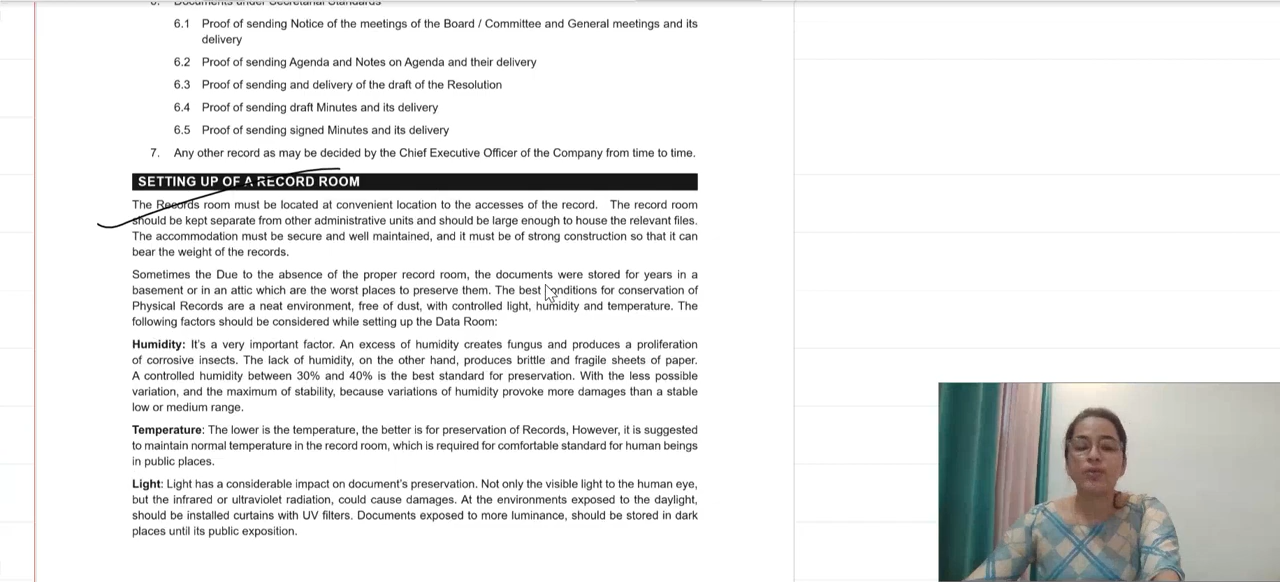 6. Documents under Secretarial Standards
6.1 Proof of sending Notice of the meetings of the Board / Committee and General meetings and its
delivery
6.2 Proof of sending Agenda and Notes on Agenda and their delivery
6.3 Proof of sending and delivery of the draft of the Resolution
6.4 Proof of sending draft Minutes and its delivery
6.5 Proof of sending signed Minutes and its delivery
7. Any other record as may be decided by the Chief Executive Officer of the Company from time to time.
SETTING UP OF A RECORD ROOM
The Records room must be located at convenient location to the accesses of the record. The record room
should be kept separate from other administrative units and should be large enough to house the relevant files.
The accommodation must be secure and well maintained, and it must be of strong construction so that it can
bear the weight of the records.
Sometimes the Due to the absence of the proper record room, the documents were stored for years in a
basement or in an attic which are the worst places to preserve them. The best conditions for conservation of
Physical Records are a neat environment, free of dust, with controlled light, humidity and temperature. The
following factors should be considered while setting up the Data Room:
Humidity: It's a very important factor. An excess of humidity creates fungus and produces a proliferation
of corrosive insects. The lack of humidity, on the other hand, produces brittle and fragile sheets of paper.
A controlled humidity between 30% and 40% is the best standard for preservation. With the less possible
variation, and the maximum of stability, because variations of humidity provoke more damages than a stable
low or medium range.
Temperature: The lower is the temperature, the better is for preservation of Records, However, it is suggested
to maintain normal temperature in the record room, which is required for comfortable standard for human beings
in public places.
Light: Light has a considerable impact on document's preservation. Not only the visible light to the human eye,
but the infrared or ultraviolet radiation, could cause damages. At the environments exposed to the daylight,
should be installed curtains with UV filters. Documents exposed to more luminance, should be stored in dark
places until its public exposition.